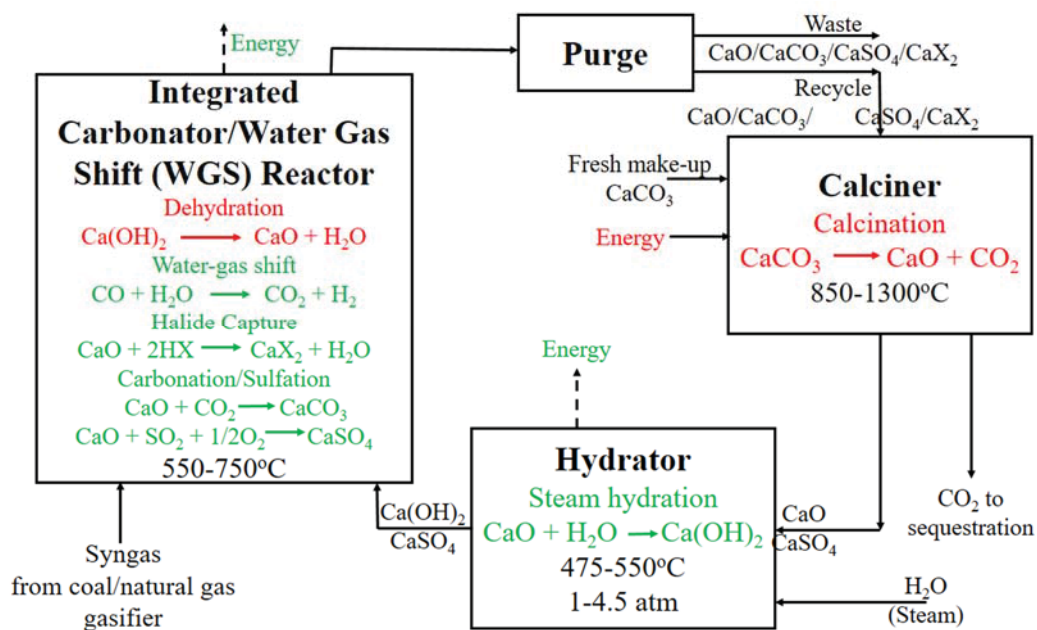 Energy
Integrated
Carbonator/Water Gas
Shift (WGS) Reactor
Dehydration
Ca(OH)₂ → CaO + H₂O
Water-gas shift
CO + H₂O → CO₂ + H₂
Halide Capture
CaO + 2HX → CaX₂ + H₂O
Carbonation/Sulfation
CaO + CO₂ → CaCO₃
CaO + SO₂ + 1/2O₂ → CaSO₄
550-750°C
Syngas
from coal/natural gas
gasifier
Purge
Waste
CaO/CaCO₃/CaSO₄/CaX₂
Recycle
CaO/CaCO₃/ CaSO₄/CaX₂
Fresh make-up
CaCO₃
Energy
Calciner
Calcination
CaCO₃ → CaO + CO₂
850-1300°C
CO₂ to
sequestration
Energy
Hydrator
Steam hydration
CaO + H₂O → Ca(OH)₂
475-550°C
1-4.5 atm
CaO
CaSO₄
H₂O
(Steam)
Ca(OH)₂
CaSO₄